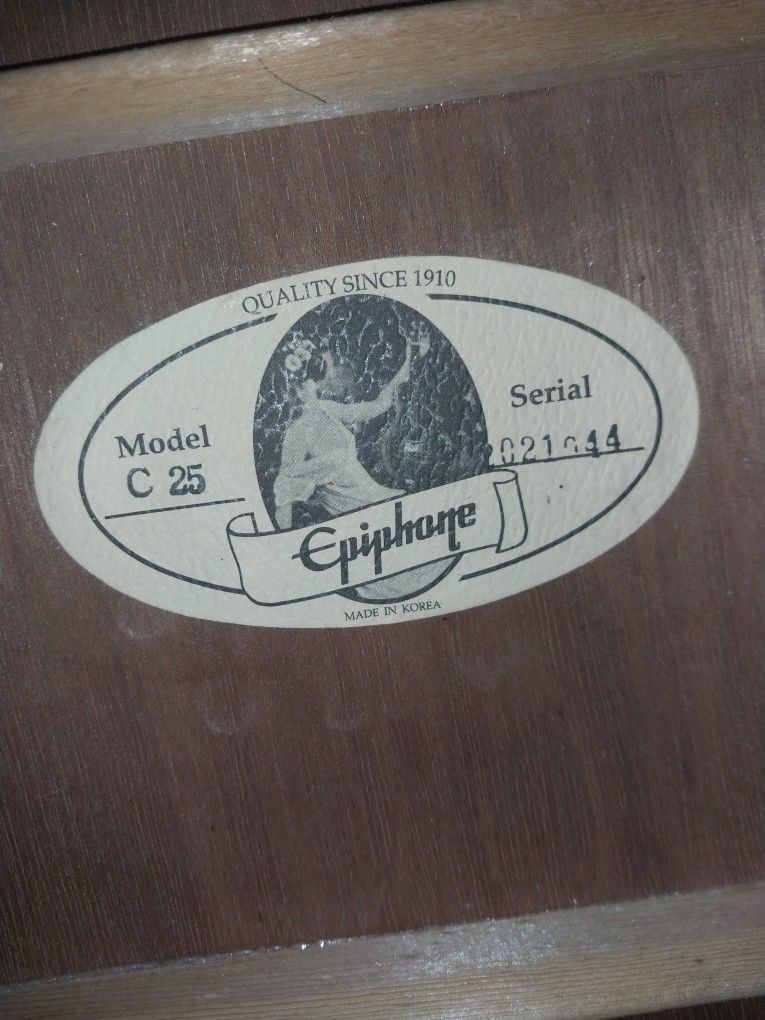 QUALITY SINCE 1910
Model
C 25
Serial
Epiphone
MADE IN KOREA